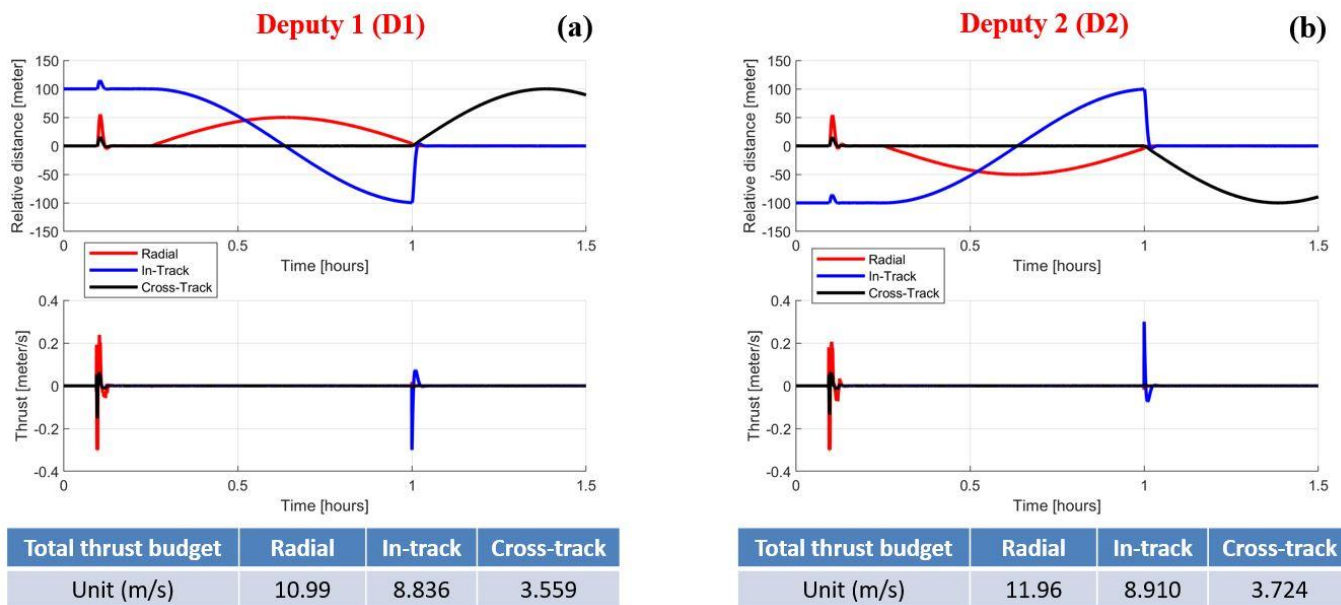 Deputy 1 (D1)
(a)
Relative distance [meter]
150
100
50
0
-50
-100
-150
0
0.5
1
1.5
Time [hours]
Radial
In-Track
Cross-Track
Thrust [meter/s]
0.4
0.2
0
-0.2
-0.4
0
0.5
1
1.5
Time [hours]
Total thrust budget Radial In-track Cross-track
Unit (m/s) 10.99 8.836 3.559
Deputy 2 (D2)
(b)
Relative distance [meter]
150
100
50
0
-50
-100
-150
0
0.5
1
1.5
Time [hours]
Radial
In-Track
Cross-Track
Thrust [meter/s]
0.4
0.2
0
-0.2
-0.4
0
0.5
1
1.5
Time [hours]
Total thrust budget Radial In-track Cross-track
Unit (m/s) 11.96 8.910 3.724